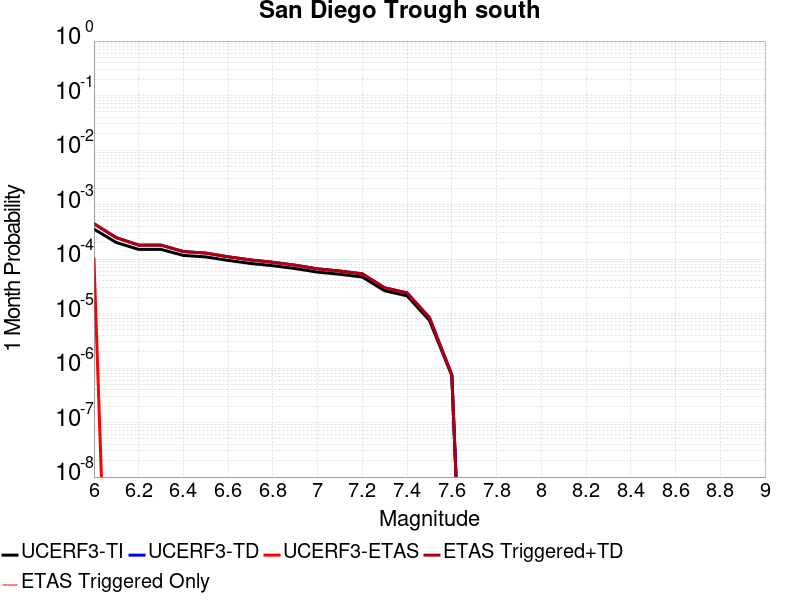 San Diego Trough south
1 Month Probability
10^0
10^-1
10^-2
10^-3
10^-4
10^-5
10^-6
10^-7
10^-8
6 6.2 6.4 6.6 6.8 7 7.2 7.4 7.6 7.8 8 8.2 8.4 8.6 8.8 9
Magnitude
UCERF3-TI UCERF3-TD UCERF3-ETAS ETAS Triggered+TD
ETAS Triggered Only